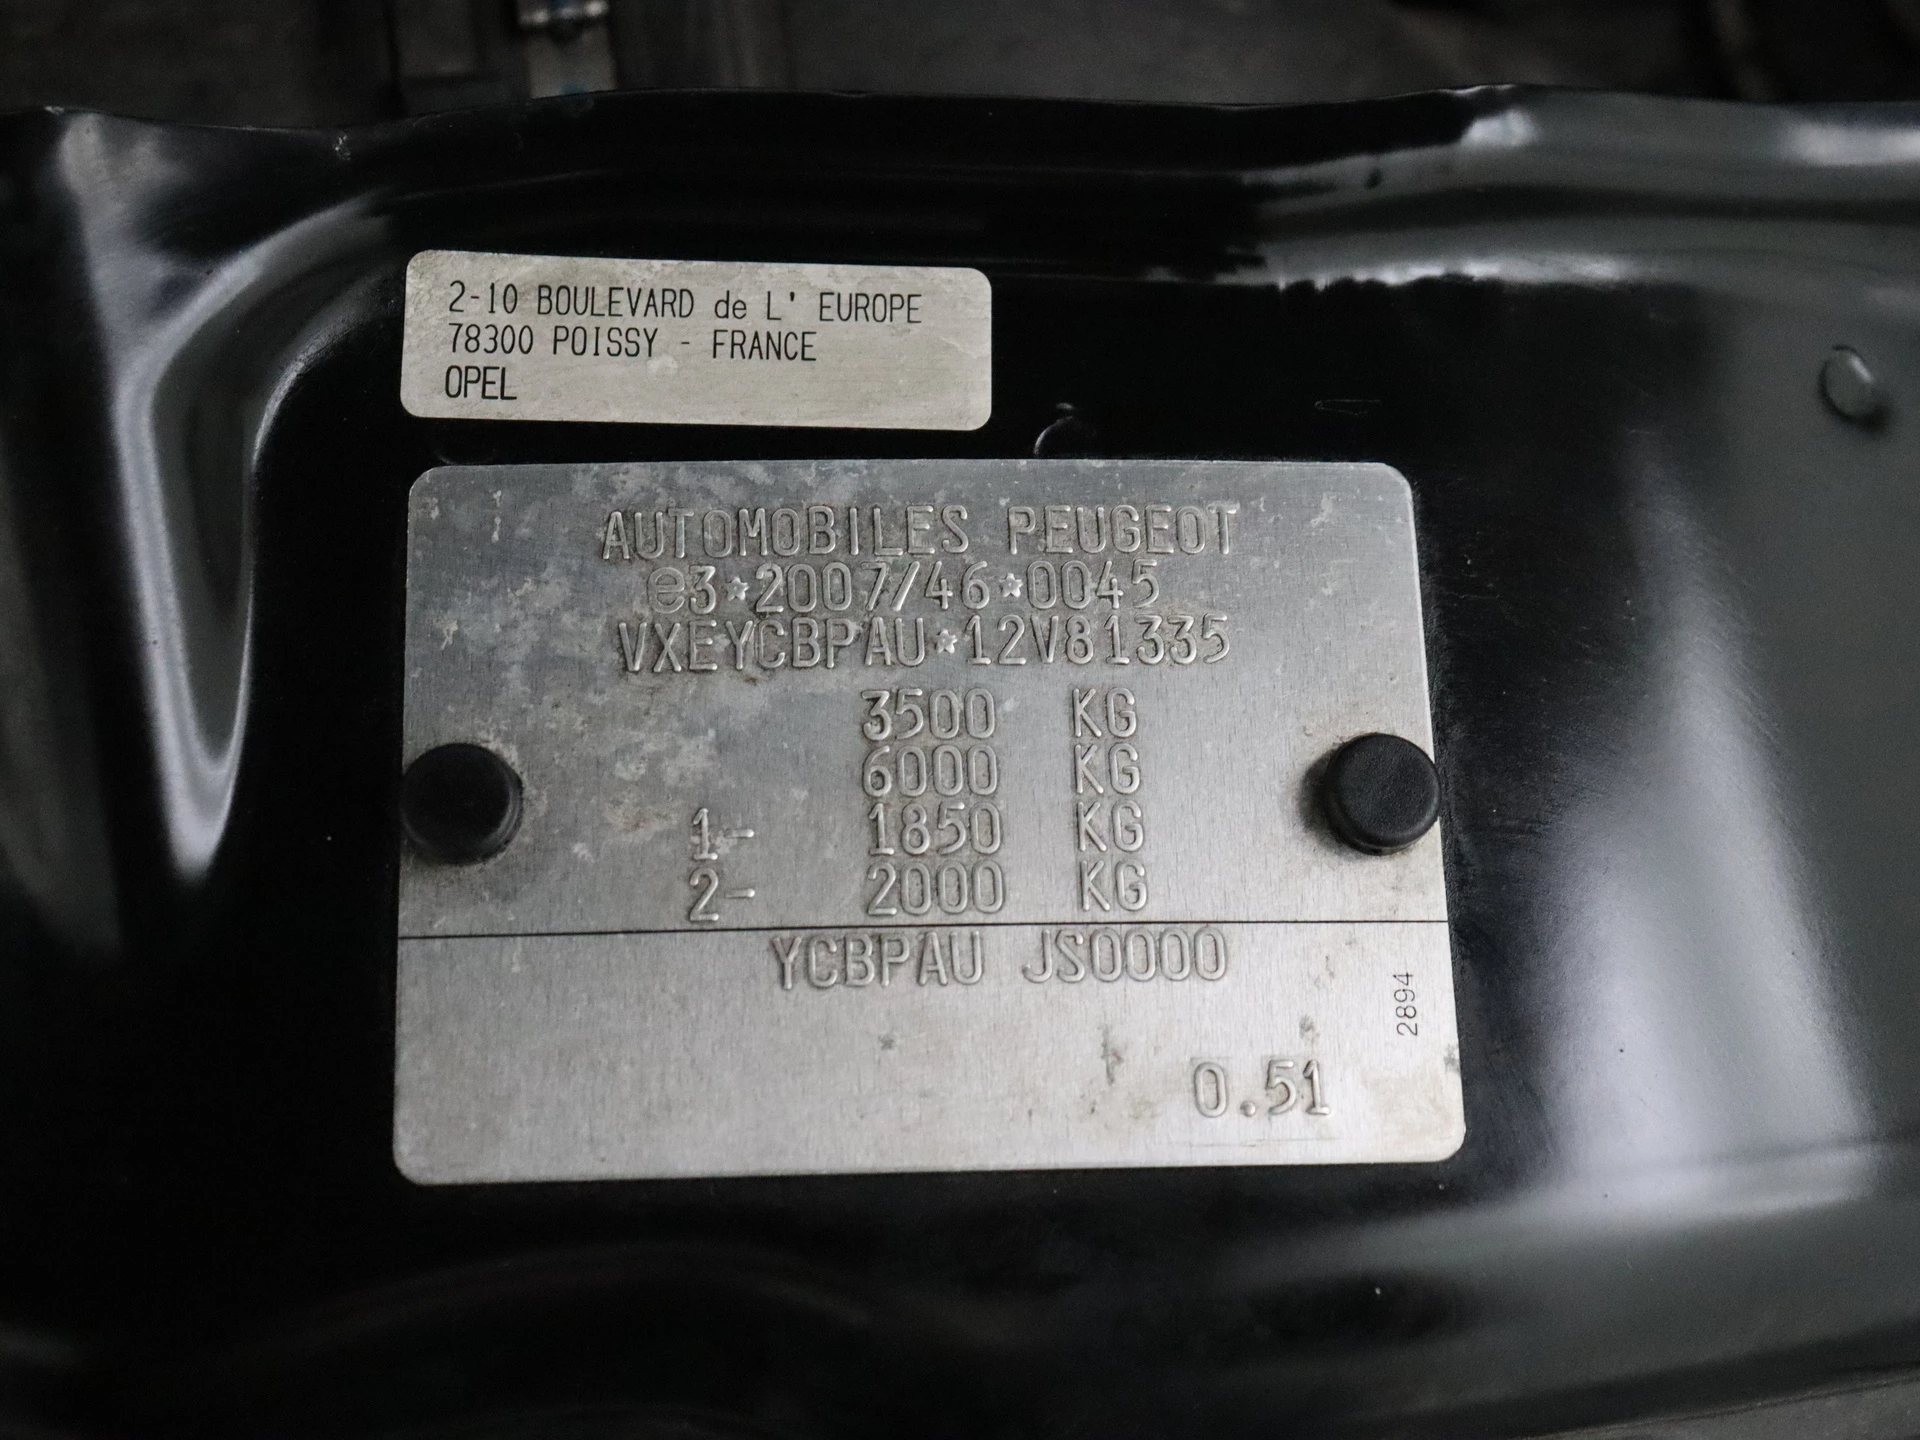 2-10 BOULEVARD de L' EUROPE
78300 POISSY - FRANCE
OPEL
AUTOMOBILES PEUGEOT
e3*2007/46*0045
VXEYCBPAU*12V81335
3500 KG
6000 KG
1- 1850 KG
2- 2000 KG
YCBPAU JS0000
2894
0.51